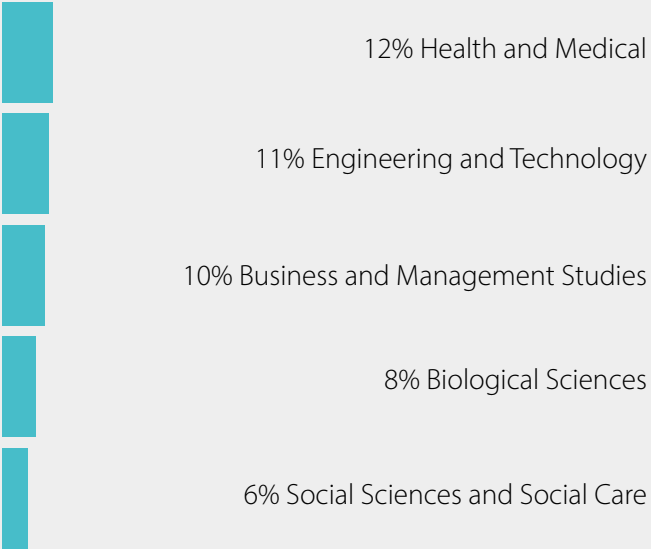 12% Health and Medical
11% Engineering and Technology
10% Business and Management Studies
8% Biological Sciences
6% Social Sciences and Social Care